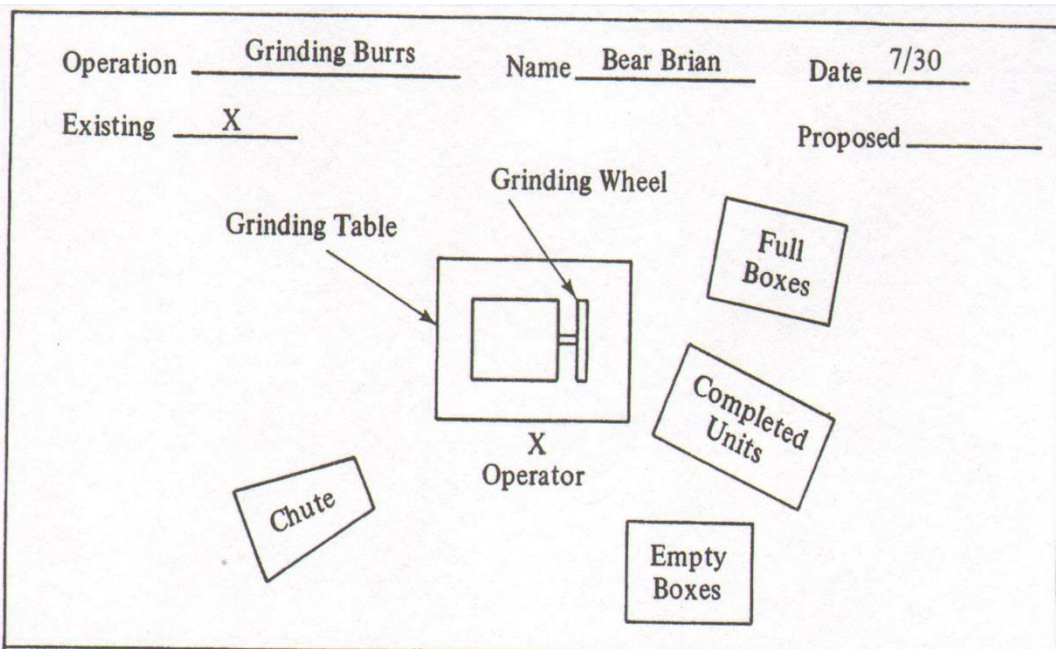 Operation Grinding Burrs Name Bear Brian Date 7/30
Existing X Proposed
Grinding Wheel
Grinding Table
Full
Boxes
Completed
Units
X
Operator
Chute
Empty
Boxes